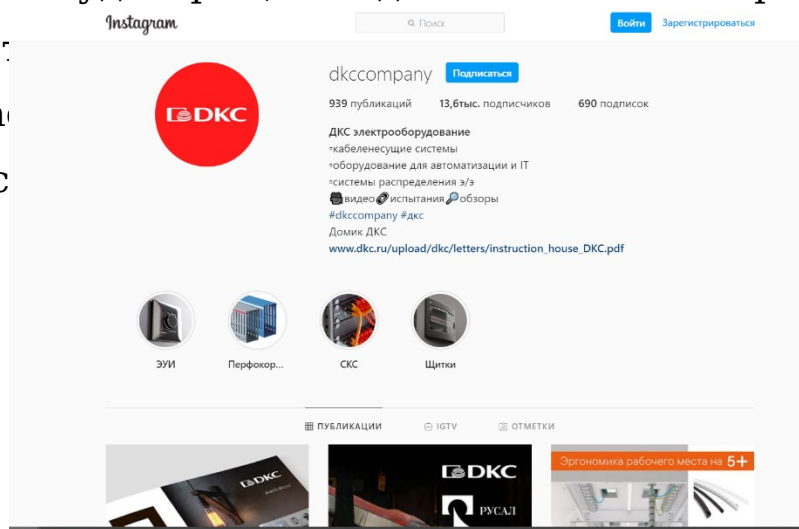 Instagram
Поиск
Войти Зарегистрироваться
DKC
dkccompany Подписаться
939 публикаций 13,6тыс. подписчиков 690 подписок
ДКС электрооборудование
▫кабеленесущие системы
▫оборудование для автоматизации и IT
▫системы распределения э/э
видео испытания обзоры
#dkccompany #дкс
Домик ДКС
www.dkc.ru/upload/dkc/letters/instruction_house_DKC.pdf
ЭУИ Перфокор... СКС Щитки
ПУБЛИКАЦИИ IGTV ОТМЕТКИ
DKC
DKC
РУСАЛ
Эргономика рабочего места на 5+